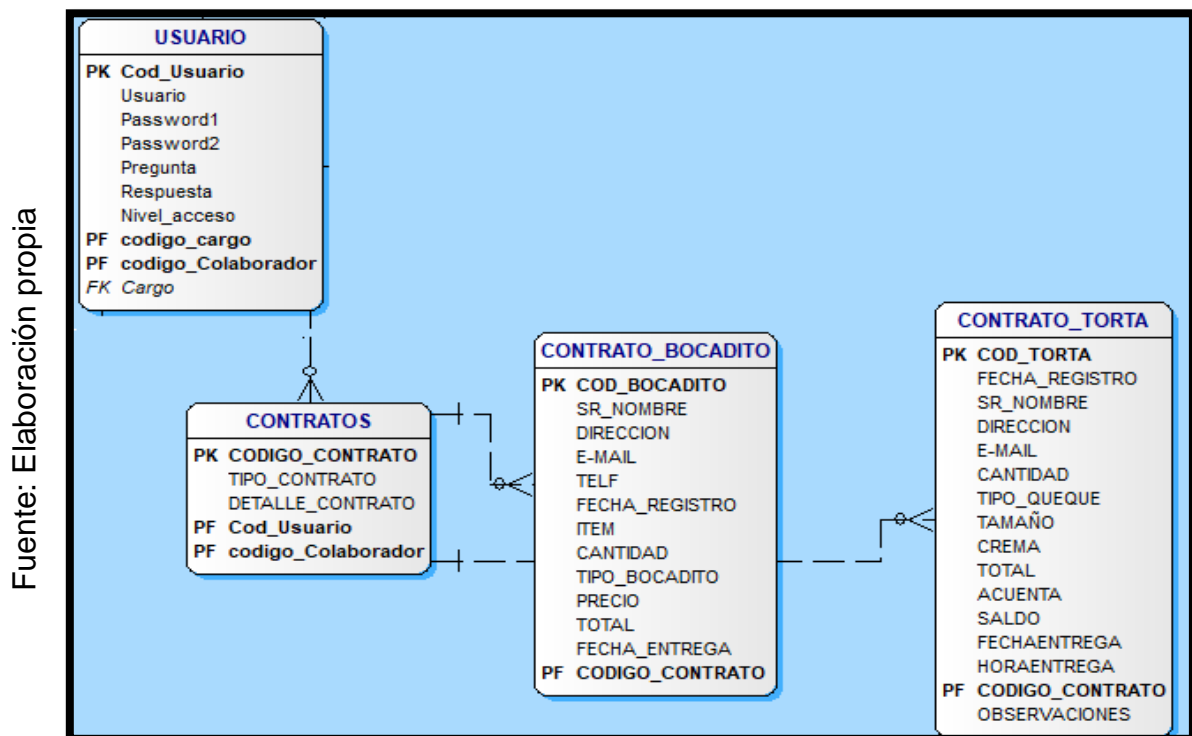 Fuente: Elaboración propia
USUARIO
PK Cod_Usuario
Usuario
Password1
Password2
Pregunta
Respuesta
Nivel_acceso
PF codigo_cargo
PF codigo_Colaborador
FK Cargo
CONTRATOS
PK CODIGO_CONTRATO
TIPO_CONTRATO
DETALLE_CONTRATO
PF Cod_Usuario
PF codigo_Colaborador
CONTRATO_BOCADITO
PK COD_BOCADITO
SR_NOMBRE
DIRECCION
E-MAIL
TELF
FECHA_REGISTRO
ITEM
CANTIDAD
TIPO_BOCADITO
PRECIO
TOTAL
FECHA_ENTREGA
PF CODIGO_CONTRATO
CONTRATO_TORTA
PK COD_TORTA
FECHA_REGISTRO
SR_NOMBRE
DIRECCION
E-MAIL
CANTIDAD
TIPO_QUEQUE
TAMAÑO
CREMA
TOTAL
ACUENTA
SALDO
FECHAENTREGA
HORAENTREGA
PF CODIGO_CONTRATO
OBSERVACIONES